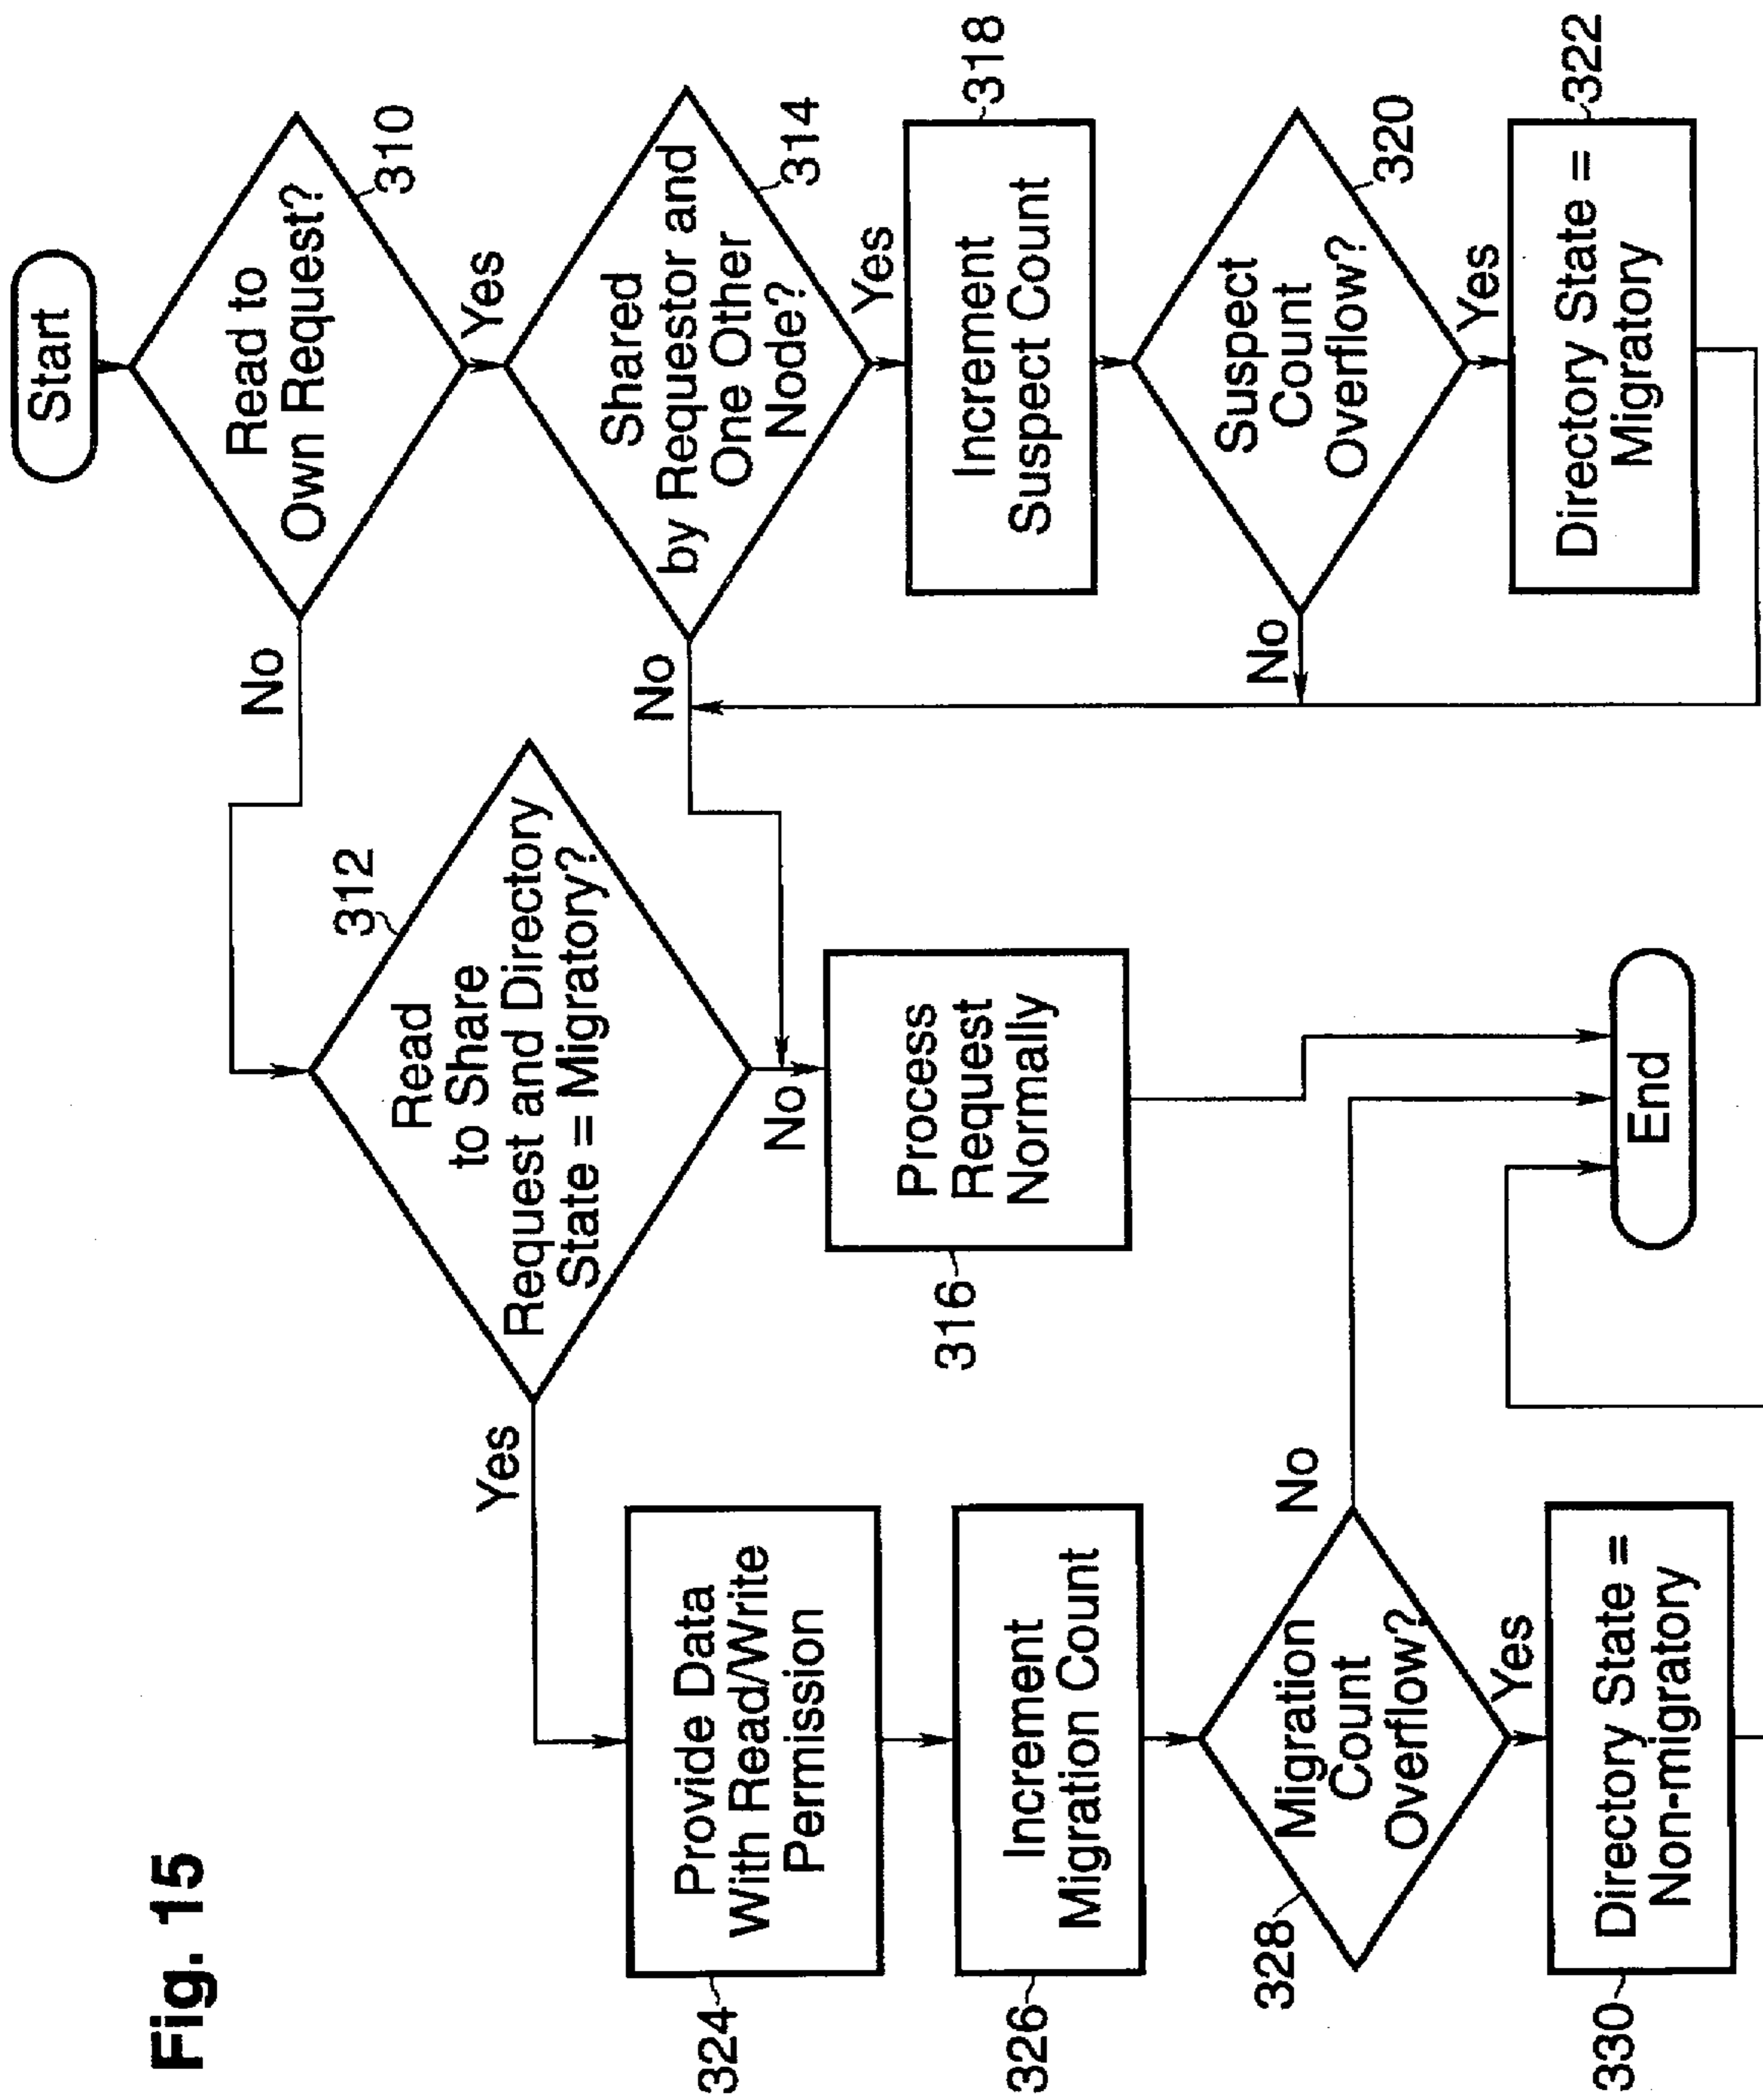 Fig. 15
Start
Read to
Own Request?
310
No
Yes
Read
to Share
Request and Directory
State = Migratory?
312
Yes
No
Shared
by Requestor and
One Other
Node?
314
No
Yes
Provide Data
With Read/Write
Permission
324
Process
Request
Normally
316
Increment
Suspect Count
318
Increment
Migration Count
326
Suspect
Count
Overflow?
320
No
Yes
Migration
Count
Overflow?
328
No
Yes
Directory State =
Migratory
322
Directory State =
Non-migratory
330
End